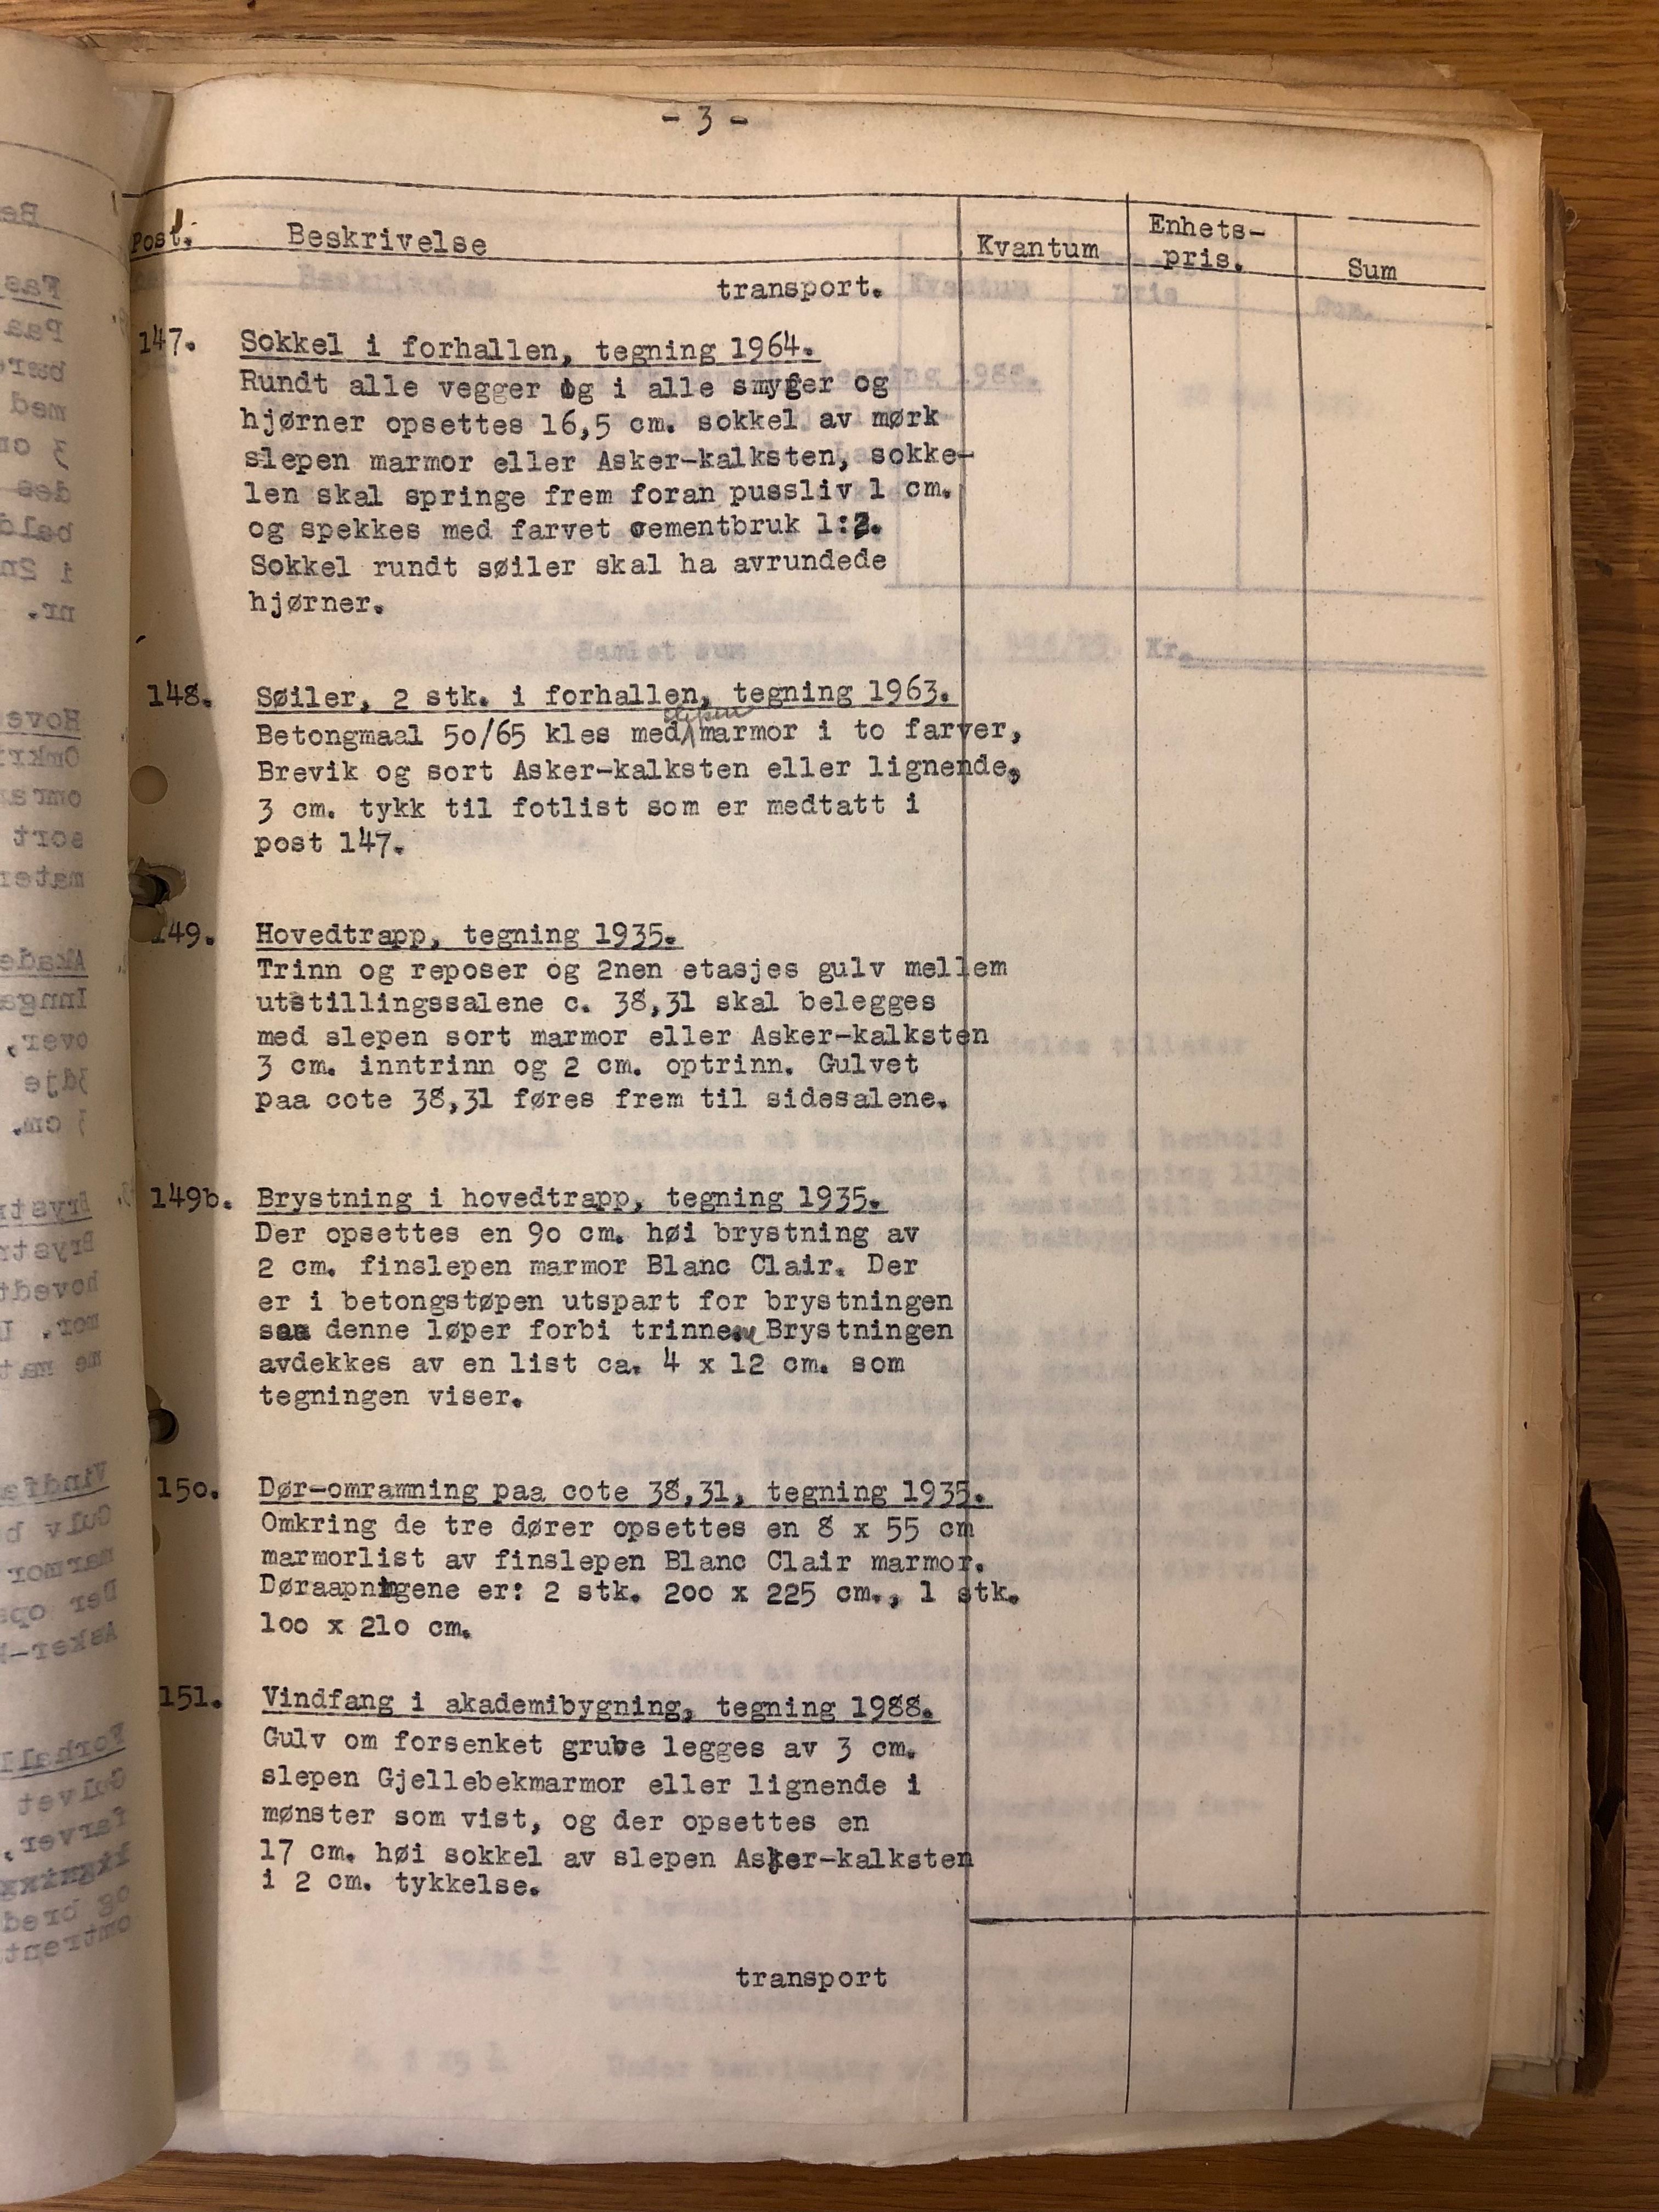 - 3 -
Post. Beskrivelse Kvantum Enhets-
pris. Sum
transport.
147. Sokkel i forhallen, tegning 1964.
Rundt alle vegger og i alle smyger og
hjørner opsettes 16,5 cm. sokkel av mørk
slepen marmor eller Asker-kalksten, sokke-
len skal springe frem foran pussliv 1 cm.
og spekkes med farvet cementbruk 1:2.
Sokkel rundt søiler skal ha avrundede
hjørner.
148. Søiler, 2 stk. i forhallen, tegning 1963.
slepen
Betongmaal 50/65 kles med marmor i to farver,
Brevik og sort Asker-kalksten eller lignende,
3 cm. tykk til fotlist som er medtatt i
post 147.
149. Hovedtrapp, tegning 1935.
Trinn og reposer og 2nen etasjes gulv mellem
utstillingssalene c. 38,31 skal belegges
med slepen sort marmor eller Asker-kalksten
3 cm. inntrinn og 2 cm. optrinn. Gulvet
paa cote 38,31 føres frem til sidesalene.
149b. Brystning i hovedtrapp, tegning 1935.
Der opsettes en 90 cm. høi brystning av
2 cm. finslepen marmor Blanc Clair. Der
er i betongstøpen utspart for brystningen
saa denne løper forbi trinnene Brystningen
avdekkes av en list ca. 4 x 12 cm. som
tegningen viser.
150. Dør-omramning paa cote 38,31, tegning 1935.
Omkring de tre dører opsettes en 8 x 55 cm
marmorlist av finslepen Blanc Clair marmor.
Døraapningene er: 2 stk. 200 x 225 cm., 1 stk.
100 x 210 cm.
151. Vindfang i akademibygning, tegning 1988.
Gulv om forsenket grube legges av 3 cm.
slepen Gjellebekmarmor eller lignende i
mønster som vist, og der opsettes en
17 cm. høi sokkel av slepen Asker-kalksten
i 2 cm. tykkelse.
transport